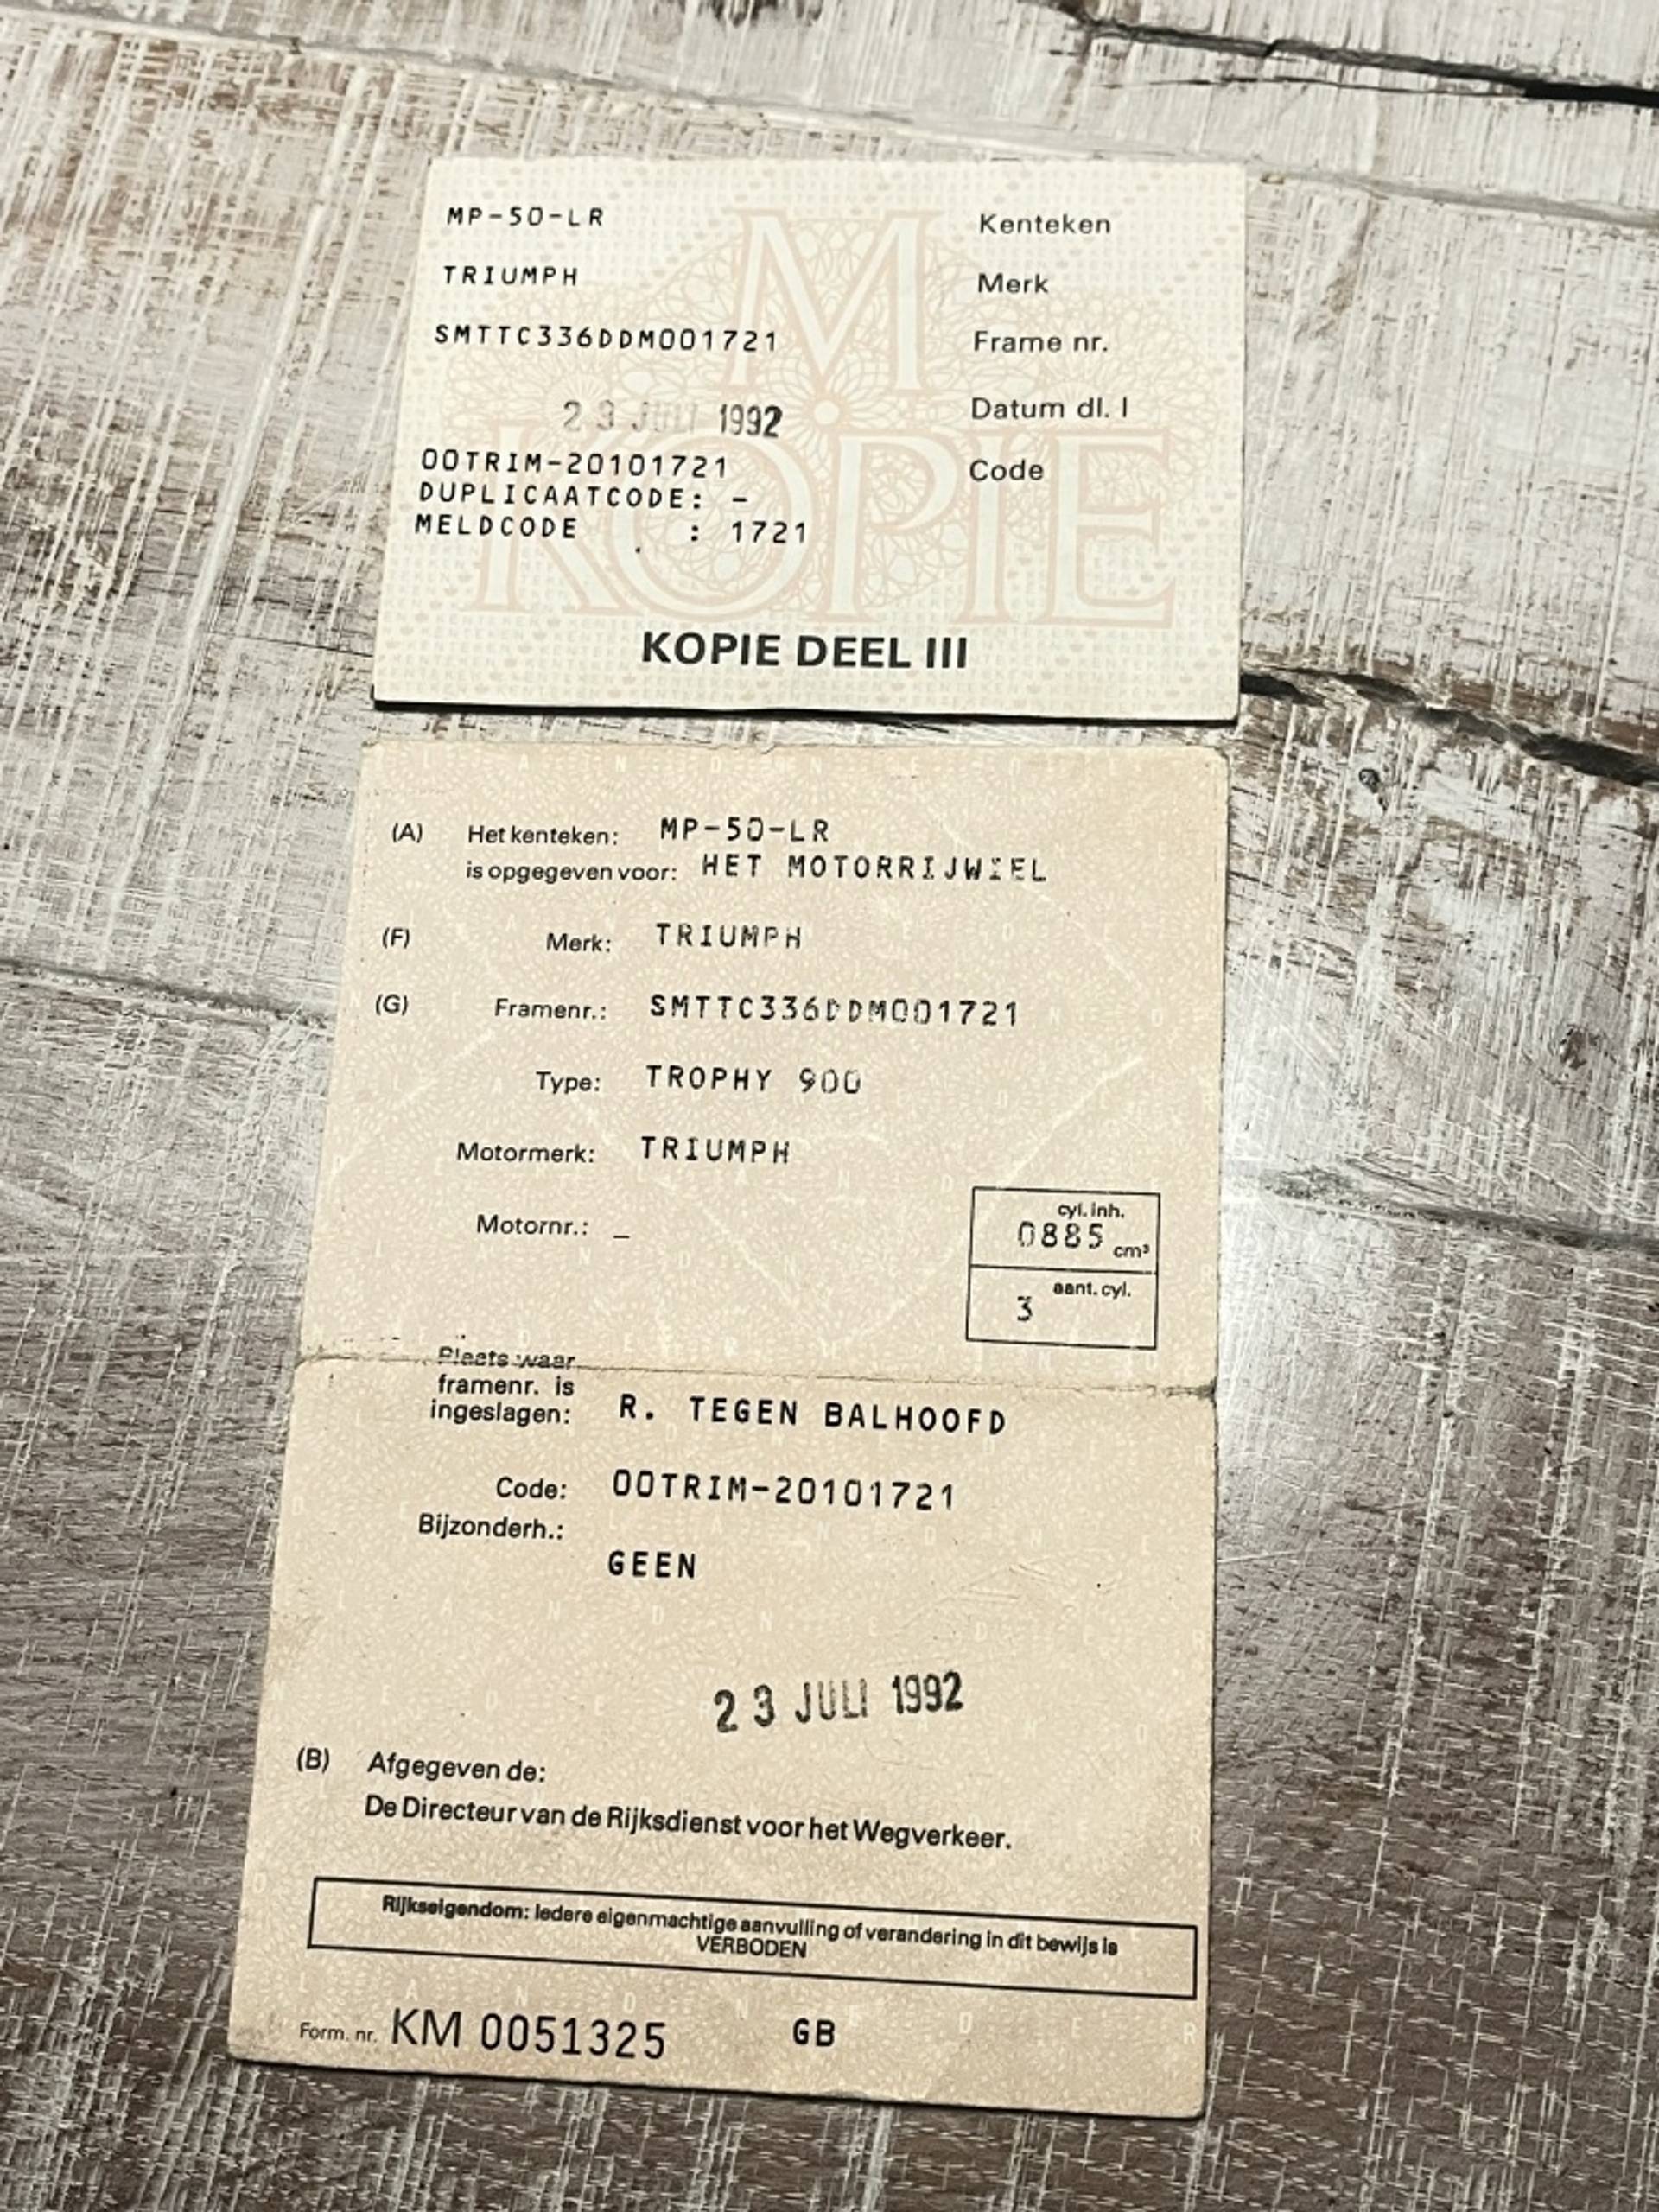 MP-50-LR Kenteken
TRIUMPH Merk
SMTTC336DDM001721 Frame nr.
23 JULI 1992 Datum dl. I
00TRIM-20101721 Code
DUPLICAATCODE: -
MELDCODE : 1721
M
KOPIE
KOPIE DEEL III
(A) Het kenteken: MP-50-LR
is opgegeven voor: HET MOTORRIJWIEL
(F) Merk: TRIUMPH
(G) Framenr.: SMTTC336DDM001721
Type: TROPHY 900
Motormerk: TRIUMPH
Motornr.: _
cyl. inh.
0885 cm³
aant. cyl.
3
Plaats waar
framenr. is
ingeslagen: R. TEGEN BALHOOFD
Code: 00TRIM-20101721
Bijzonderh.:
GEEN
23 JULI 1992
(B) Afgegeven de:
De Directeur van de Rijksdienst voor het Wegverkeer.
Rijkseigendom: Iedere eigenmachtige aanvulling of verandering in dit bewijs is
VERBODEN
Form. nr. KM 0051325 GB